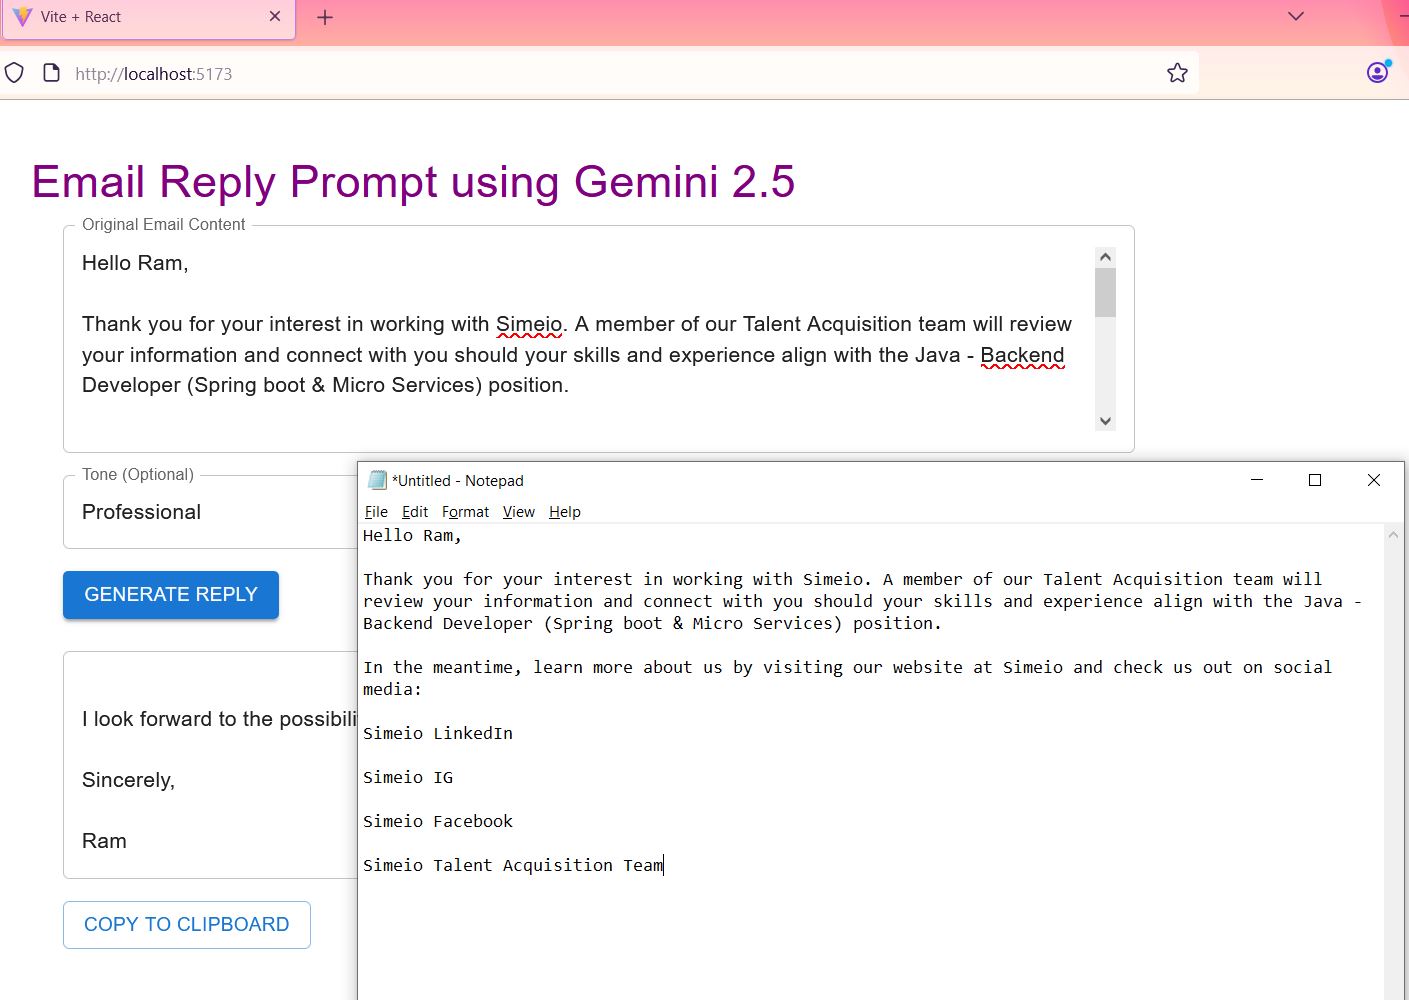 Vite + React
http://localhost:5173
Email Reply Prompt using Gemini 2.5
Original Email Content
Hello Ram,
Thank you for your interest in working with Simeio. A member of our Talent Acquisition team will review
your information and connect with you should your skills and experience align with the Java - Backend
Developer (Spring boot & Micro Services) position.
Tone (Optional)
Professional
GENERATE REPLY
I look forward to the
Sincerely,
Ram
COPY TO CLIPBOARD
*Untitled - Notepad
File Edit Format View Help
Hello Ram,
Thank you for your interest in working with Simeio. A member of our Talent Acquisition team will
review your information and connect with you should your skills and experience align with the Java -
Backend Developer (Spring boot & Micro Services) position.
In the meantime, learn more about us by visiting our website at Simeio and check us out on social
media:
Simeio LinkedIn
Simeio IG
Simeio Facebook
Simeio Talent Acquisition Team